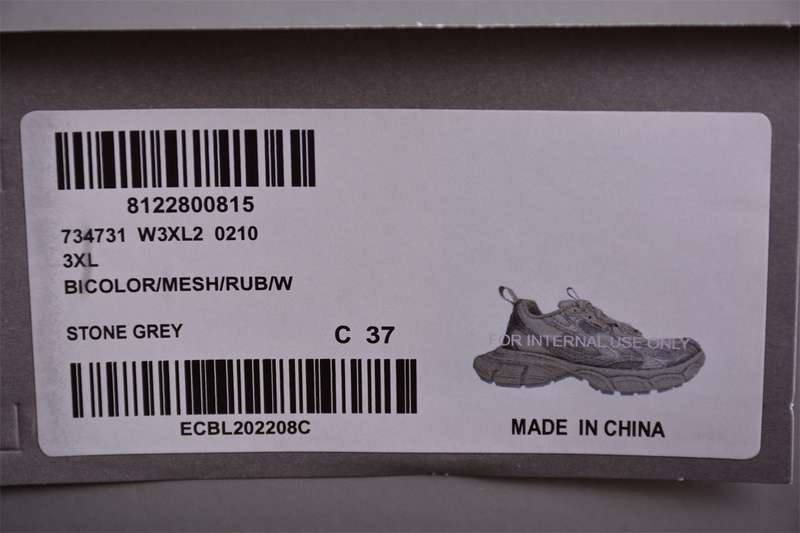 8122800815
734731 W3XL2 0210
3XL
BICOLOR/MESH/RUB/W
STONE GREY C 37
FOR INTERNAL USE ONLY
ECBL202208C
MADE IN CHINA